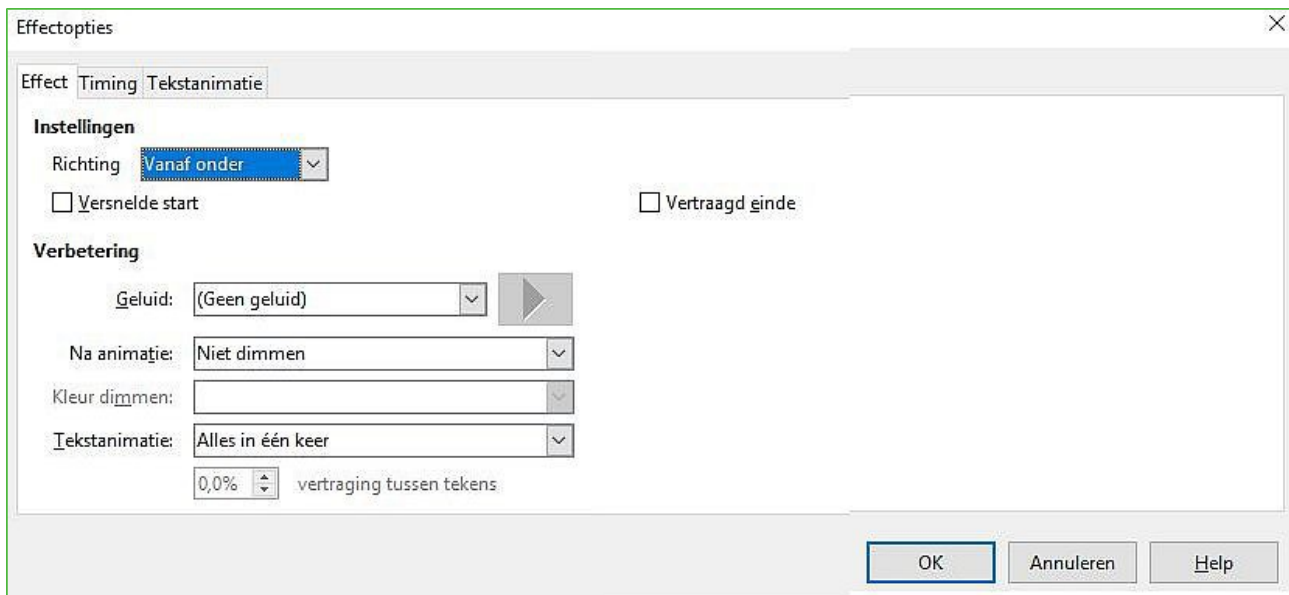 Effectopties
Effect Timing Tekstanimatie
Instellingen
Richting Vanaf onder
Versnelde start Vertraagd einde
Verbetering
Geluid: (Geen geluid)
Na animatie: Niet dimmen
Kleur dimmen:
Tekstanimatie: Alles in één keer
0,0% vertraging tussen tekens
OK Annuleren Help